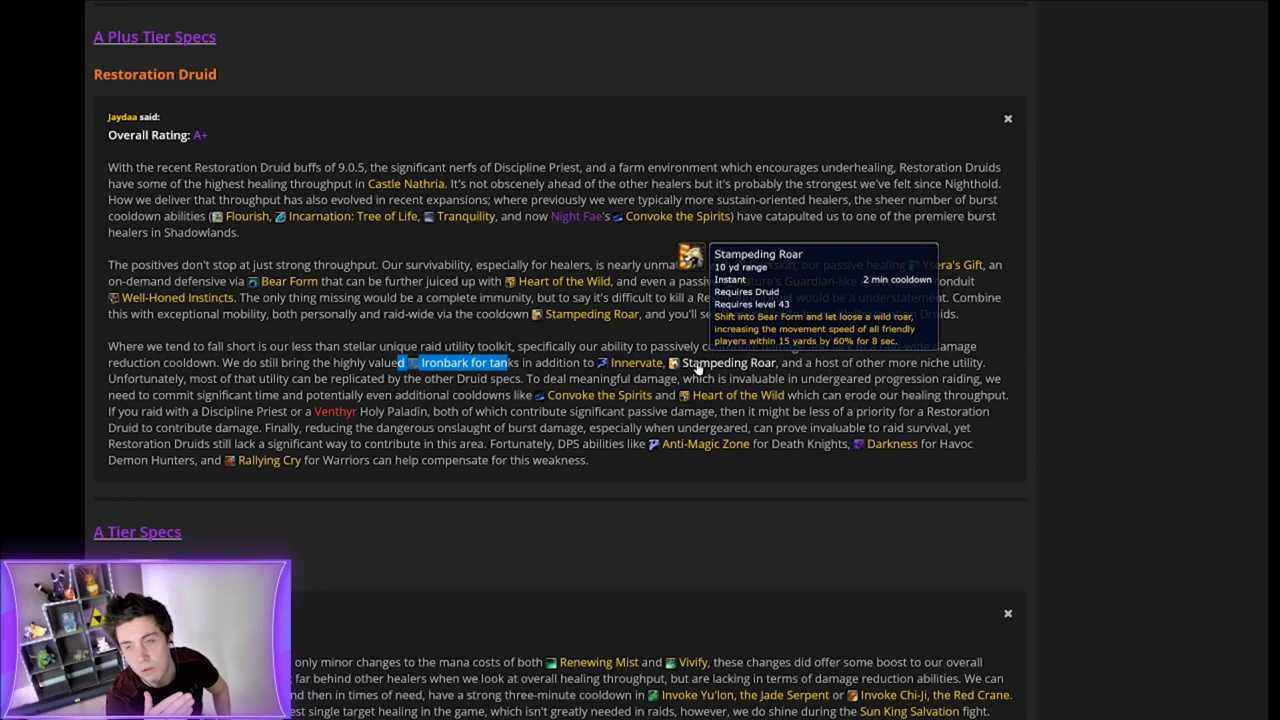 A Plus Tier Specs
Restoration Druid
Jaydaa said:
Overall Rating: A+
With the recent Restoration Druid buffs of 9.0.5, the significant nerfs of Discipline Priest, and a farm environment which encourages underhealing, Restoration Druids
have some of the highest healing throughput in Castle Nathria. It's not obscenely ahead of the other healers but it's probably the strongest we've felt since Nighthold.
How we deliver that throughput has also evolved in recent expansions; where previously we were typically more sustain-oriented healers, the sheer number of burst
cooldown abilities (Flourish, Incarnation: Tree of Life, Tranquility, and now Night Fae's Convoke the Spirits) have catapulted us to one of the premiere burst
healers in Shadowlands.
The positives don't stop at just strong throughput. Our survivability, especially for healers, is nearly unma our passive healing Ysera's Gift, an
on-demand defensive via Bear Form that can be further juiced up with Heart of the Wild, and even a passive Nature's Guardian-like conduit
Well-Honed Instincts. The only thing missing would be a complete immunity, but to say it's difficult to kill a Restoration Druid would be a understatement. Combine
this with exceptional mobility, both personally and raid-wide via the cooldown Stampeding Roar, and you'll se Druids.
Stampeding Roar
10 yd range
Instant 2 min cooldown
Requires Druid
Requires level 43
Shift into Bear Form and let loose a wild roar,
increasing the movement speed of all friendly
players within 15 yards by 60% for 8 sec.
Where we tend to fall short is our less than stellar unique raid utility toolkit, specifically our ability to passively damage
reduction cooldown. We do still bring the highly valued Ironbark for tanks in addition to Innervate, Stampeding Roar, and a host of other more niche utility.
Unfortunately, most of that utility can be replicated by the other Druid specs. To deal meaningful damage, which is invaluable in undergeared progression raiding, we
need to commit significant time and potentially even additional cooldowns like Convoke the Spirits and Heart of the Wild which can erode our healing throughput.
If you raid with a Discipline Priest or a Venthyr Holy Paladin, both of which contribute significant passive damage, then it might be less of a priority for a Restoration
Druid to contribute damage. Finally, reducing the dangerous onslaught of burst damage, especially when undergeared, can prove invaluable to raid survival, yet
Restoration Druids still lack a significant way to contribute in this area. Fortunately, DPS abilities like Anti-Magic Zone for Death Knights, Darkness for Havoc
Demon Hunters, and Rallying Cry for Warriors can help compensate for this weakness.
A Tier Specs
only minor changes to the mana costs of both Renewing Mist and Vivify, these changes did offer some boost to our overall
far behind other healers when we look at overall healing throughput, but are lacking in terms of damage reduction abilities. We can
nd then in times of need, have a strong three-minute cooldown in Invoke Yu'lon, the Jade Serpent or Invoke Chi-Ji, the Red Crane.
est single target healing in the game, which isn't greatly needed in raids, however, we do shine during the Sun King Salvation fight.